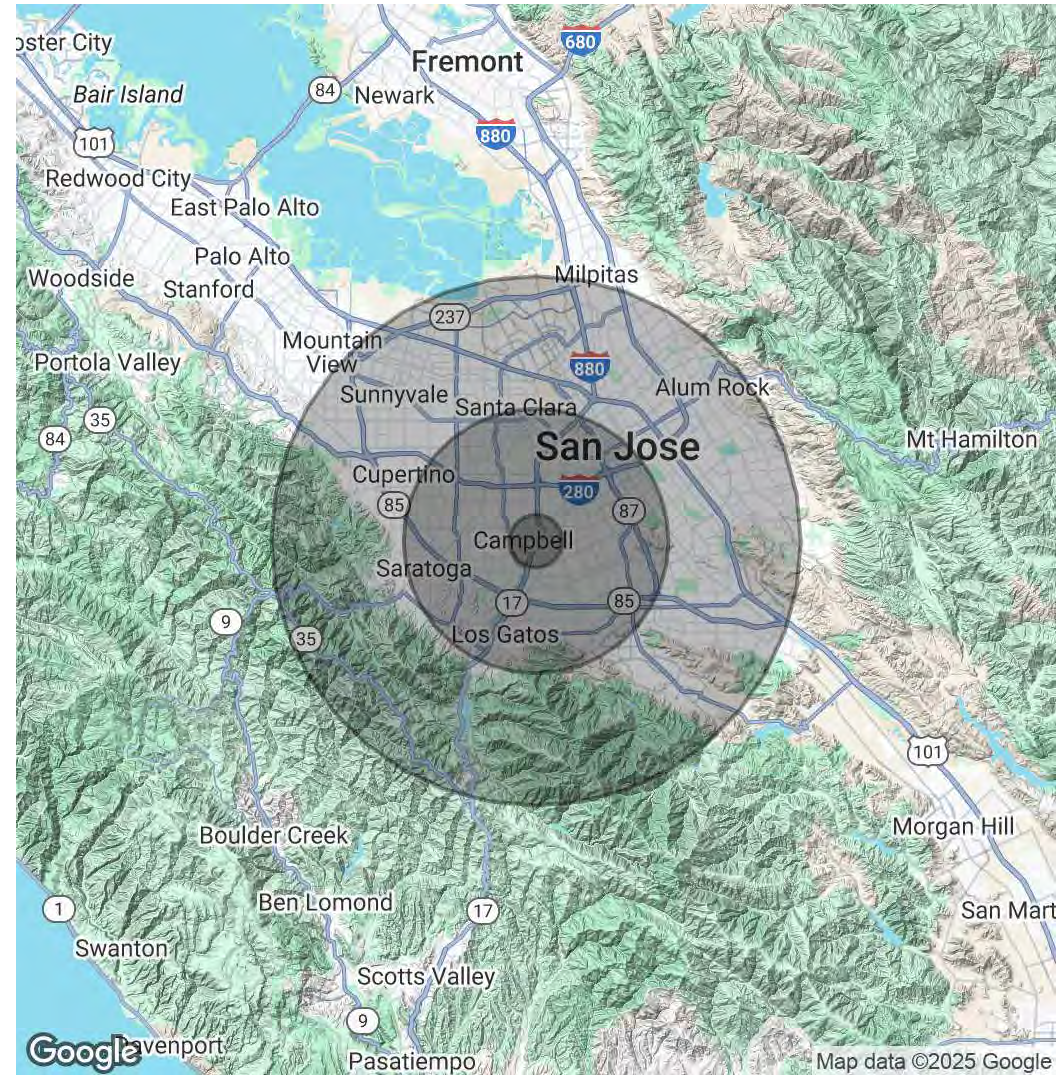 oster City
Fremont
680
Bair Island
84
Newark
880
101
Redwood City
East Palo Alto
Palo Alto
Woodside
Stanford
Milpitas
237
Mountain
View
880
Portola Valley
Sunnyvale
Alum Rock
Santa Clara
35
84
San Jose
Mt Hamilton
Cupertino
280
85
87
Campbell
Saratoga
17
85
9
35
Los Gatos
101
Boulder Creek
Morgan Hill
Ben Lomond
1
17
San Mart
Swanton
Scotts Valley
9
Google
avenport
Pasatiempo
Map data ©2025 Google